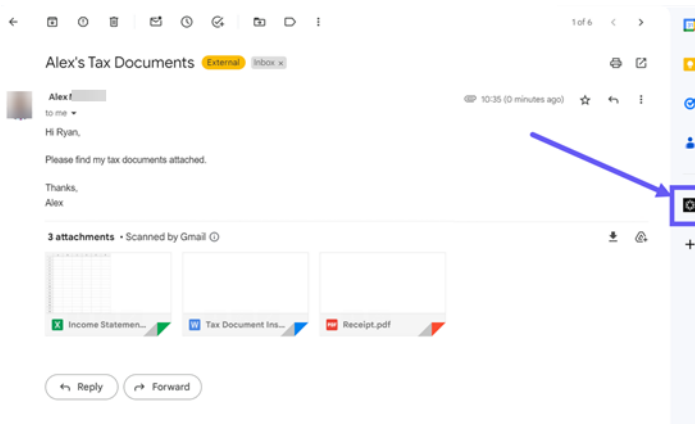 1 of 6
Alex's Tax Documents External Inbox x
Alex
10:35 (0 minutes ago)
to me
Hi Ryan,
Please find my tax documents attached.
Thanks,
Alex
3 attachments • Scanned by Gmail
X Income Statemen...
W Tax Document Ins...
PDF Receipt.pdf
Reply
Forward